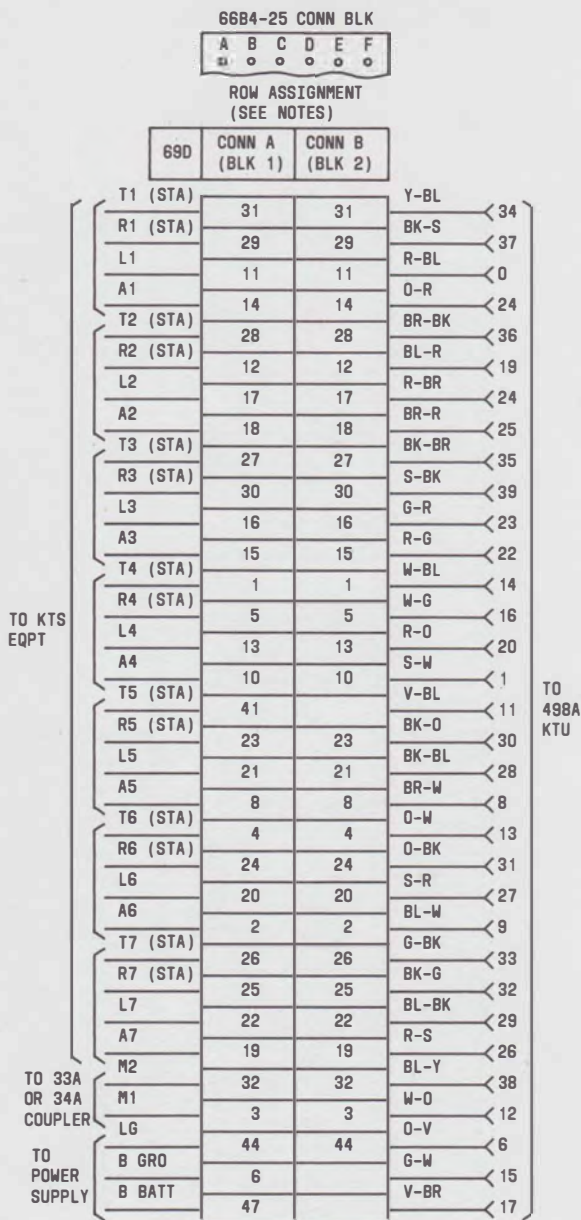 66B4-25 CONN BLK
A B C D E F
ROW ASSIGNMENT
(SEE NOTES)
69D CONN A (BLK 1) CONN B (BLK 2)
T1 (STA) 31 31 Y-BL 34
R1 (STA) 29 29 BK-S 37
L1 11 11 R-BL 0
A1 14 14 O-R 24
T2 (STA) 28 28 BR-BK 36
R2 (STA) 12 12 BL-R 19
L2 17 17 R-BR 24
A2 18 18 BR-R 25
T3 (STA) 27 27 BK-BR 35
R3 (STA) 30 30 S-BK 39
L3 16 16 G-R 23
A3 15 15 R-G 22
T4 (STA) 1 1 W-BL 14
R4 (STA) 5 5 W-G 16
L4 13 13 R-O 20
A4 10 10 S-W 1
T5 (STA) 41 V-BL 11
R5 (STA) 23 23 BK-O 30
L5 21 21 BK-BL 28
A5 8 8 BR-W 8
T6 (STA) 4 4 O-W 13
R6 (STA) 24 24 O-BK 31
L6 20 20 S-R 27
A6 2 2 BL-W 9
T7 (STA) 26 26 G-BK 33
R7 (STA) 25 25 BK-G 32
L7 22 22 BL-BK 29
A7 19 19 R-S 26
M2 32 32 BL-Y 38
M1 3 3 W-O 12
LG 44 44 O-V 6
B GRO 6 G-W 15
B BATT 47 V-BR 17
TO KTS
EQPT
TO 33A
OR 34A
COUPLER
TO
POWER
SUPPLY
TO
498A
KTU